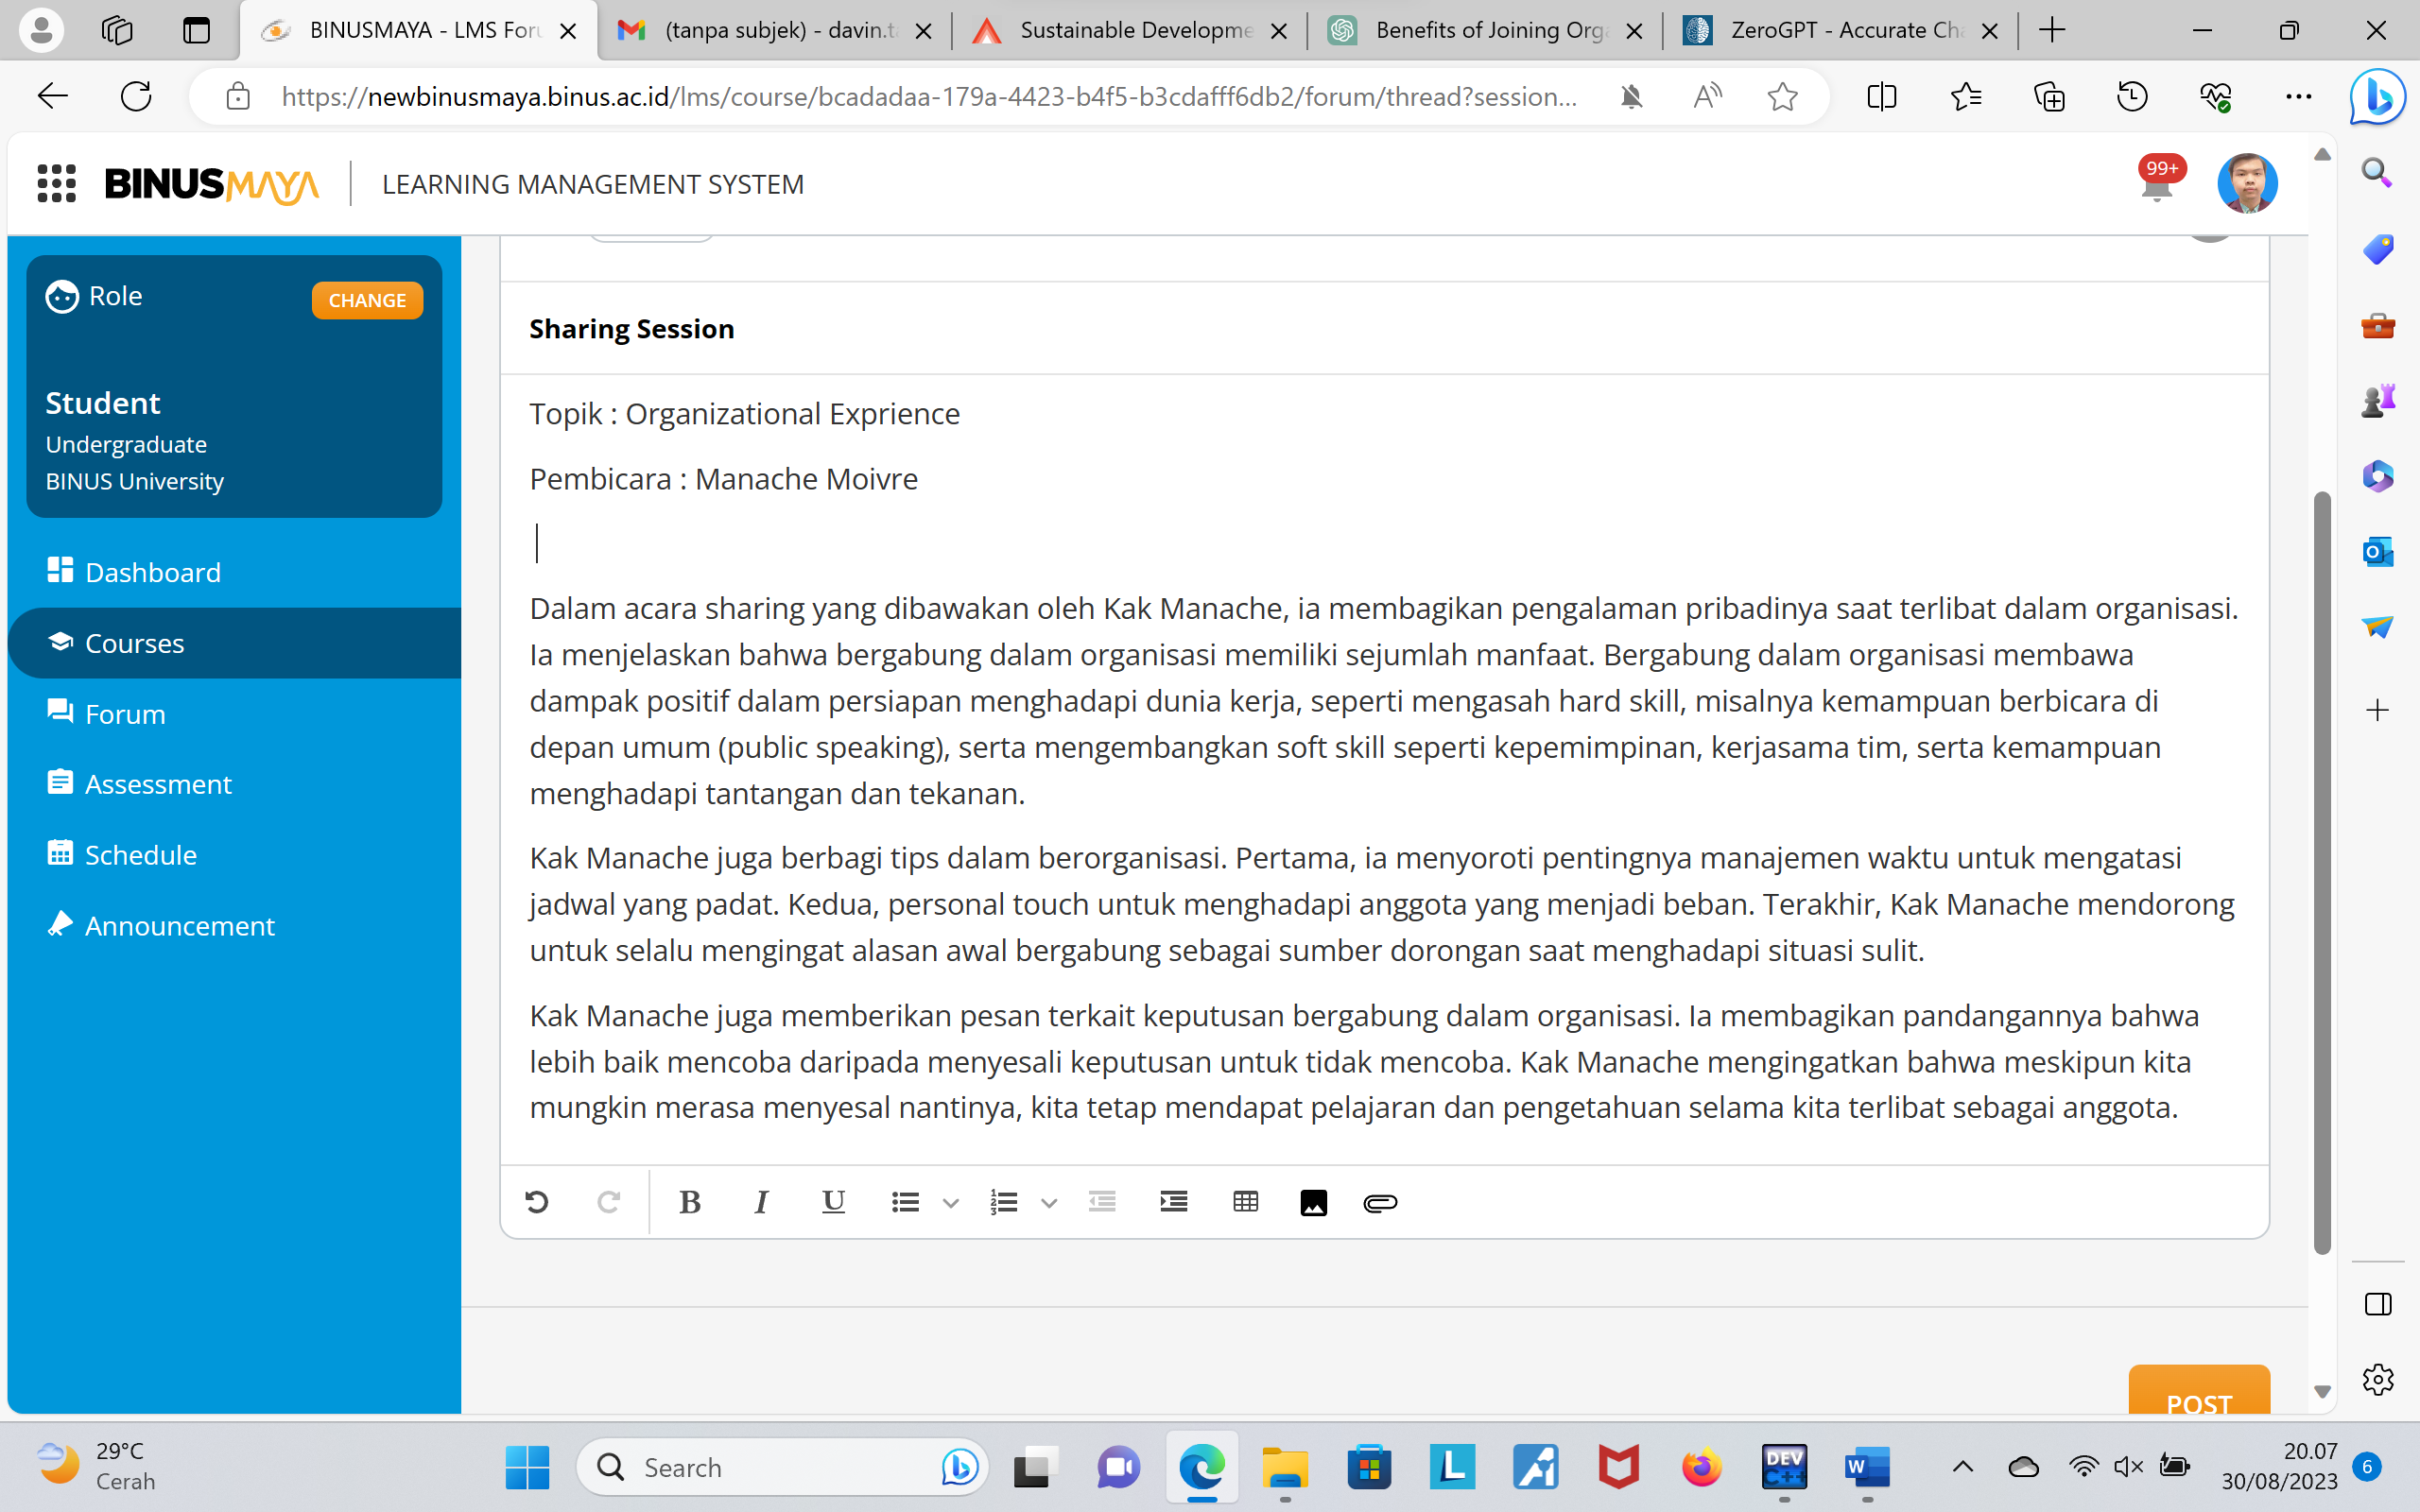 BINUSMAYA - LMS Foru
(tanpa subjek) - davin.ta
Sustainable Developme
Benefits of Joining Orga
ZeroGPT - Accurate Cha
https://newbinusmaya.binus.ac.id/lms/course/bcadadaa-179a-4423-b4f5-b3cdafff6db2/forum/thread?session...
BINUSMAYA
LEARNING MANAGEMENT SYSTEM
99+
Role
CHANGE
Student
Undergraduate
BINUS University
Dashboard
Courses
Forum
Assessment
Schedule
Announcement
Sharing Session
Topik : Organizational Exprience
Pembicara : Manache Moivre
Dalam acara sharing yang dibawakan oleh Kak Manache, ia membagikan pengalaman pribadinya saat terlibat dalam organisasi.
Ia menjelaskan bahwa bergabung dalam organisasi memiliki sejumlah manfaat. Bergabung dalam organisasi membawa
dampak positif dalam persiapan menghadapi dunia kerja, seperti mengasah hard skill, misalnya kemampuan berbicara di
depan umum (public speaking), serta mengembangkan soft skill seperti kepemimpinan, kerjasama tim, serta kemampuan
menghadapi tantangan dan tekanan.
Kak Manache juga berbagi tips dalam berorganisasi. Pertama, ia menyoroti pentingnya manajemen waktu untuk mengatasi
jadwal yang padat. Kedua, personal touch untuk menghadapi anggota yang menjadi beban. Terakhir, Kak Manache mendorong
untuk selalu mengingat alasan awal bergabung sebagai sumber dorongan saat menghadapi situasi sulit.
Kak Manache juga memberikan pesan terkait keputusan bergabung dalam organisasi. Ia membagikan pandangannya bahwa
lebih baik mencoba daripada menyesali keputusan untuk tidak mencoba. Kak Manache mengingatkan bahwa meskipun kita
mungkin merasa menyesal nantinya, kita tetap mendapat pelajaran dan pengetahuan selama kita terlibat sebagai anggota.
B I U
POST
29°C
Cerah
Search
DEV
C++
20.07
30/08/2023
6